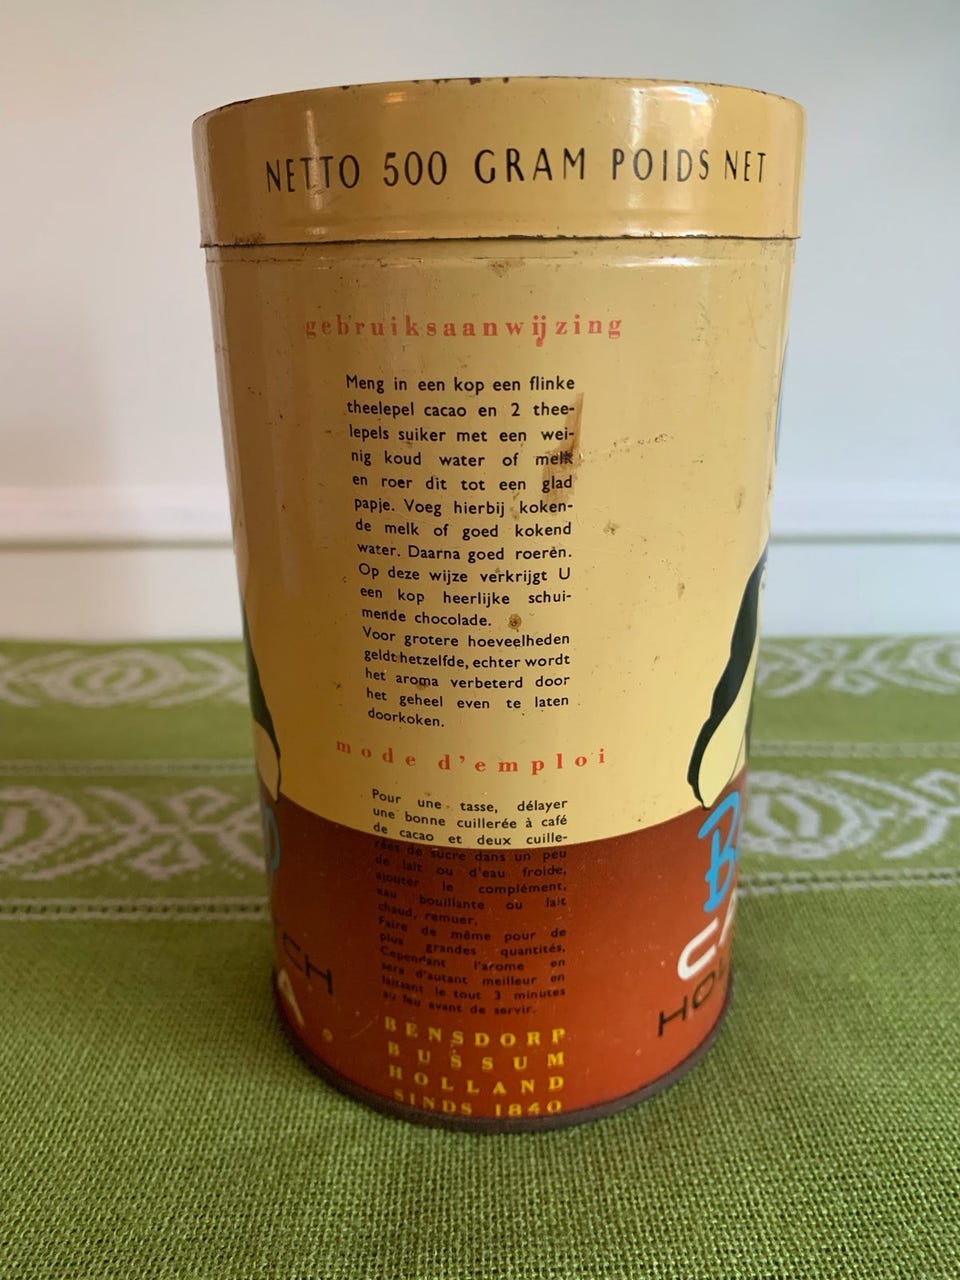 NETTO 500 GRAM POIDS NET
gebruiksaanwijzing
Meng in een kop een flinke
theelepel cacao en 2 thee-
lepels suiker met een wei-
nig koud water of melk
en roer dit tot een glad
papje. Voeg hierbij koken-
de melk of goed kokend
water. Daarna goed roeren.
Op deze wijze verkrijgt U
een kop heerlijke schui-
mende chocolade.
Voor grotere hoeveelheden
geldt hetzelfde, echter wordt
het aroma verbeterd door
het geheel even te laten
doorkoken.
mode d'emploi
Pour une tasse, délayer
une bonne cuillerée à café
de cacao et deux cuille-
rées de sucre dans un peu
de lait ou d'eau froide,
ajouter le complément,
eau bouillante ou lait
chaud, remuer.
Faire de même pour de
plus grandes quantités.
Cependant l'arome en
sera d'autant meilleur en
laissant le tout 3 minutes
au feu avant de servir.
BENSDORP
BUSSUM
HOLLAND
SINDS 1840
B
CA
HOL
CH
A